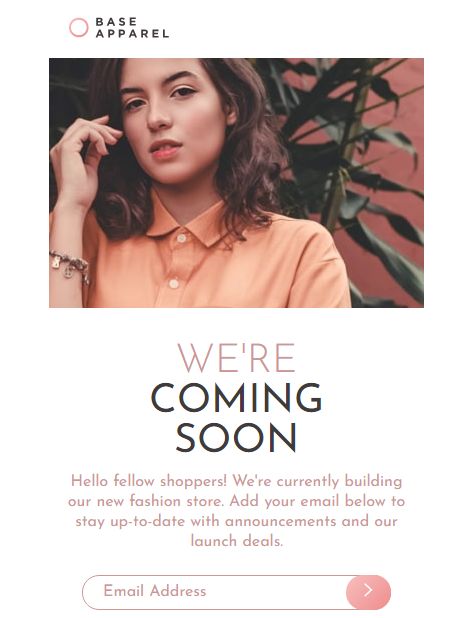 BASE
APPAREL
WE'RE
COMING
SOON
Hello fellow shoppers! We're currently building
our new fashion store. Add your email below to
stay up-to-date with announcements and our
launch deals.
Email Address